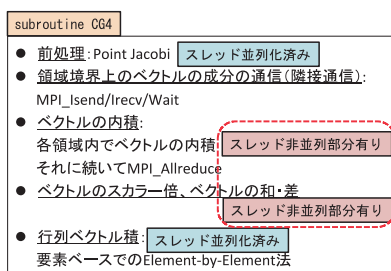 subroutine CG4
● 前処理:Point Jacobi スレッド並列化済み
● 領域境界上のベクトルの成分の通信(隣接通信):
MPI_Isend/Irecv/Wait
● ベクトルの内積:
各領域内でベクトルの内積 スレッド非並列部分有り
それに続いてMPI_Allreduce
● ベクトルのスカラー倍、ベクトルの和・差
スレッド非並列部分有り
● 行列ベクトル積: スレッド並列化済み
要素ベースでのElement-by-Element法